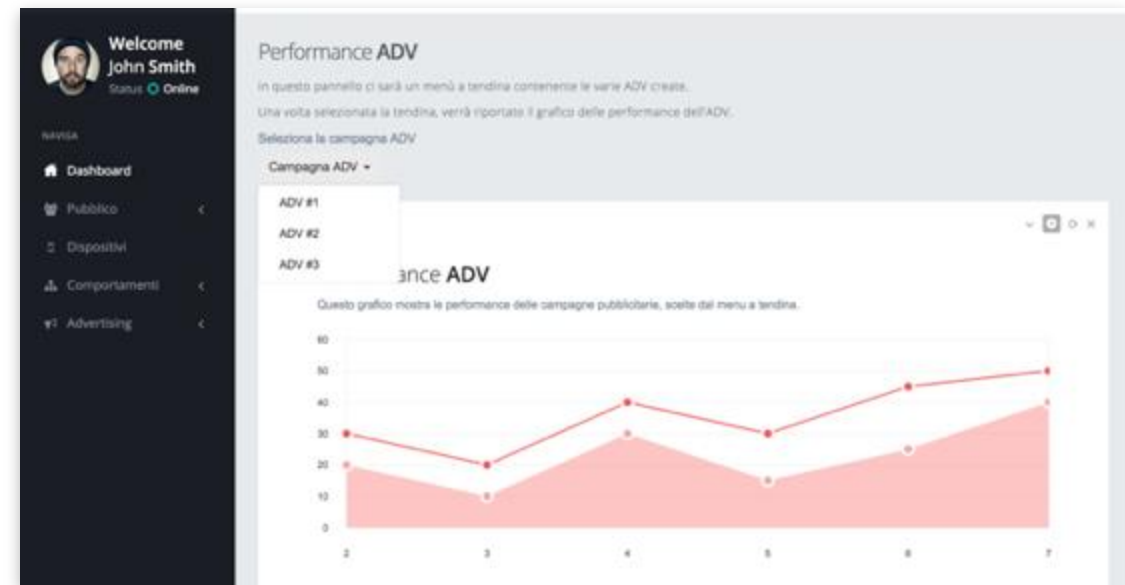 Welcome
John Smith
Status Online
NAVIGA
Dashboard
Pubblico
Dispositivi
Comportamenti
Advertising
Performance ADV
In questo pannello ci sarà un menù a tendina contenente le varie ADV create.
Una volta selezionata la tendina, verrà riportato il grafico delle performance dell'ADV.
Seleziona la campagna ADV
Campagna ADV
ADV #1
ADV #2
ADV #3
ance ADV
Questo grafico mostra le performance delle campagne pubblicitarie, scelte dal menu a tendina.
60
50
40
30
20
10
0
2 3 4 5 6 7